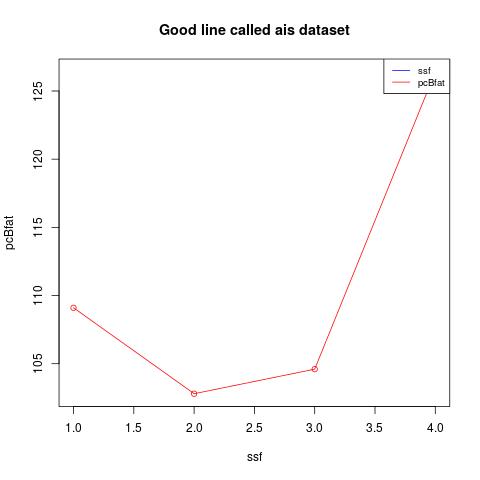 Good line called ais dataset
ssf
pcBfat
125
120
115
110
105
pcBfat
1.0 1.5 2.0 2.5 3.0 3.5 4.0
ssf